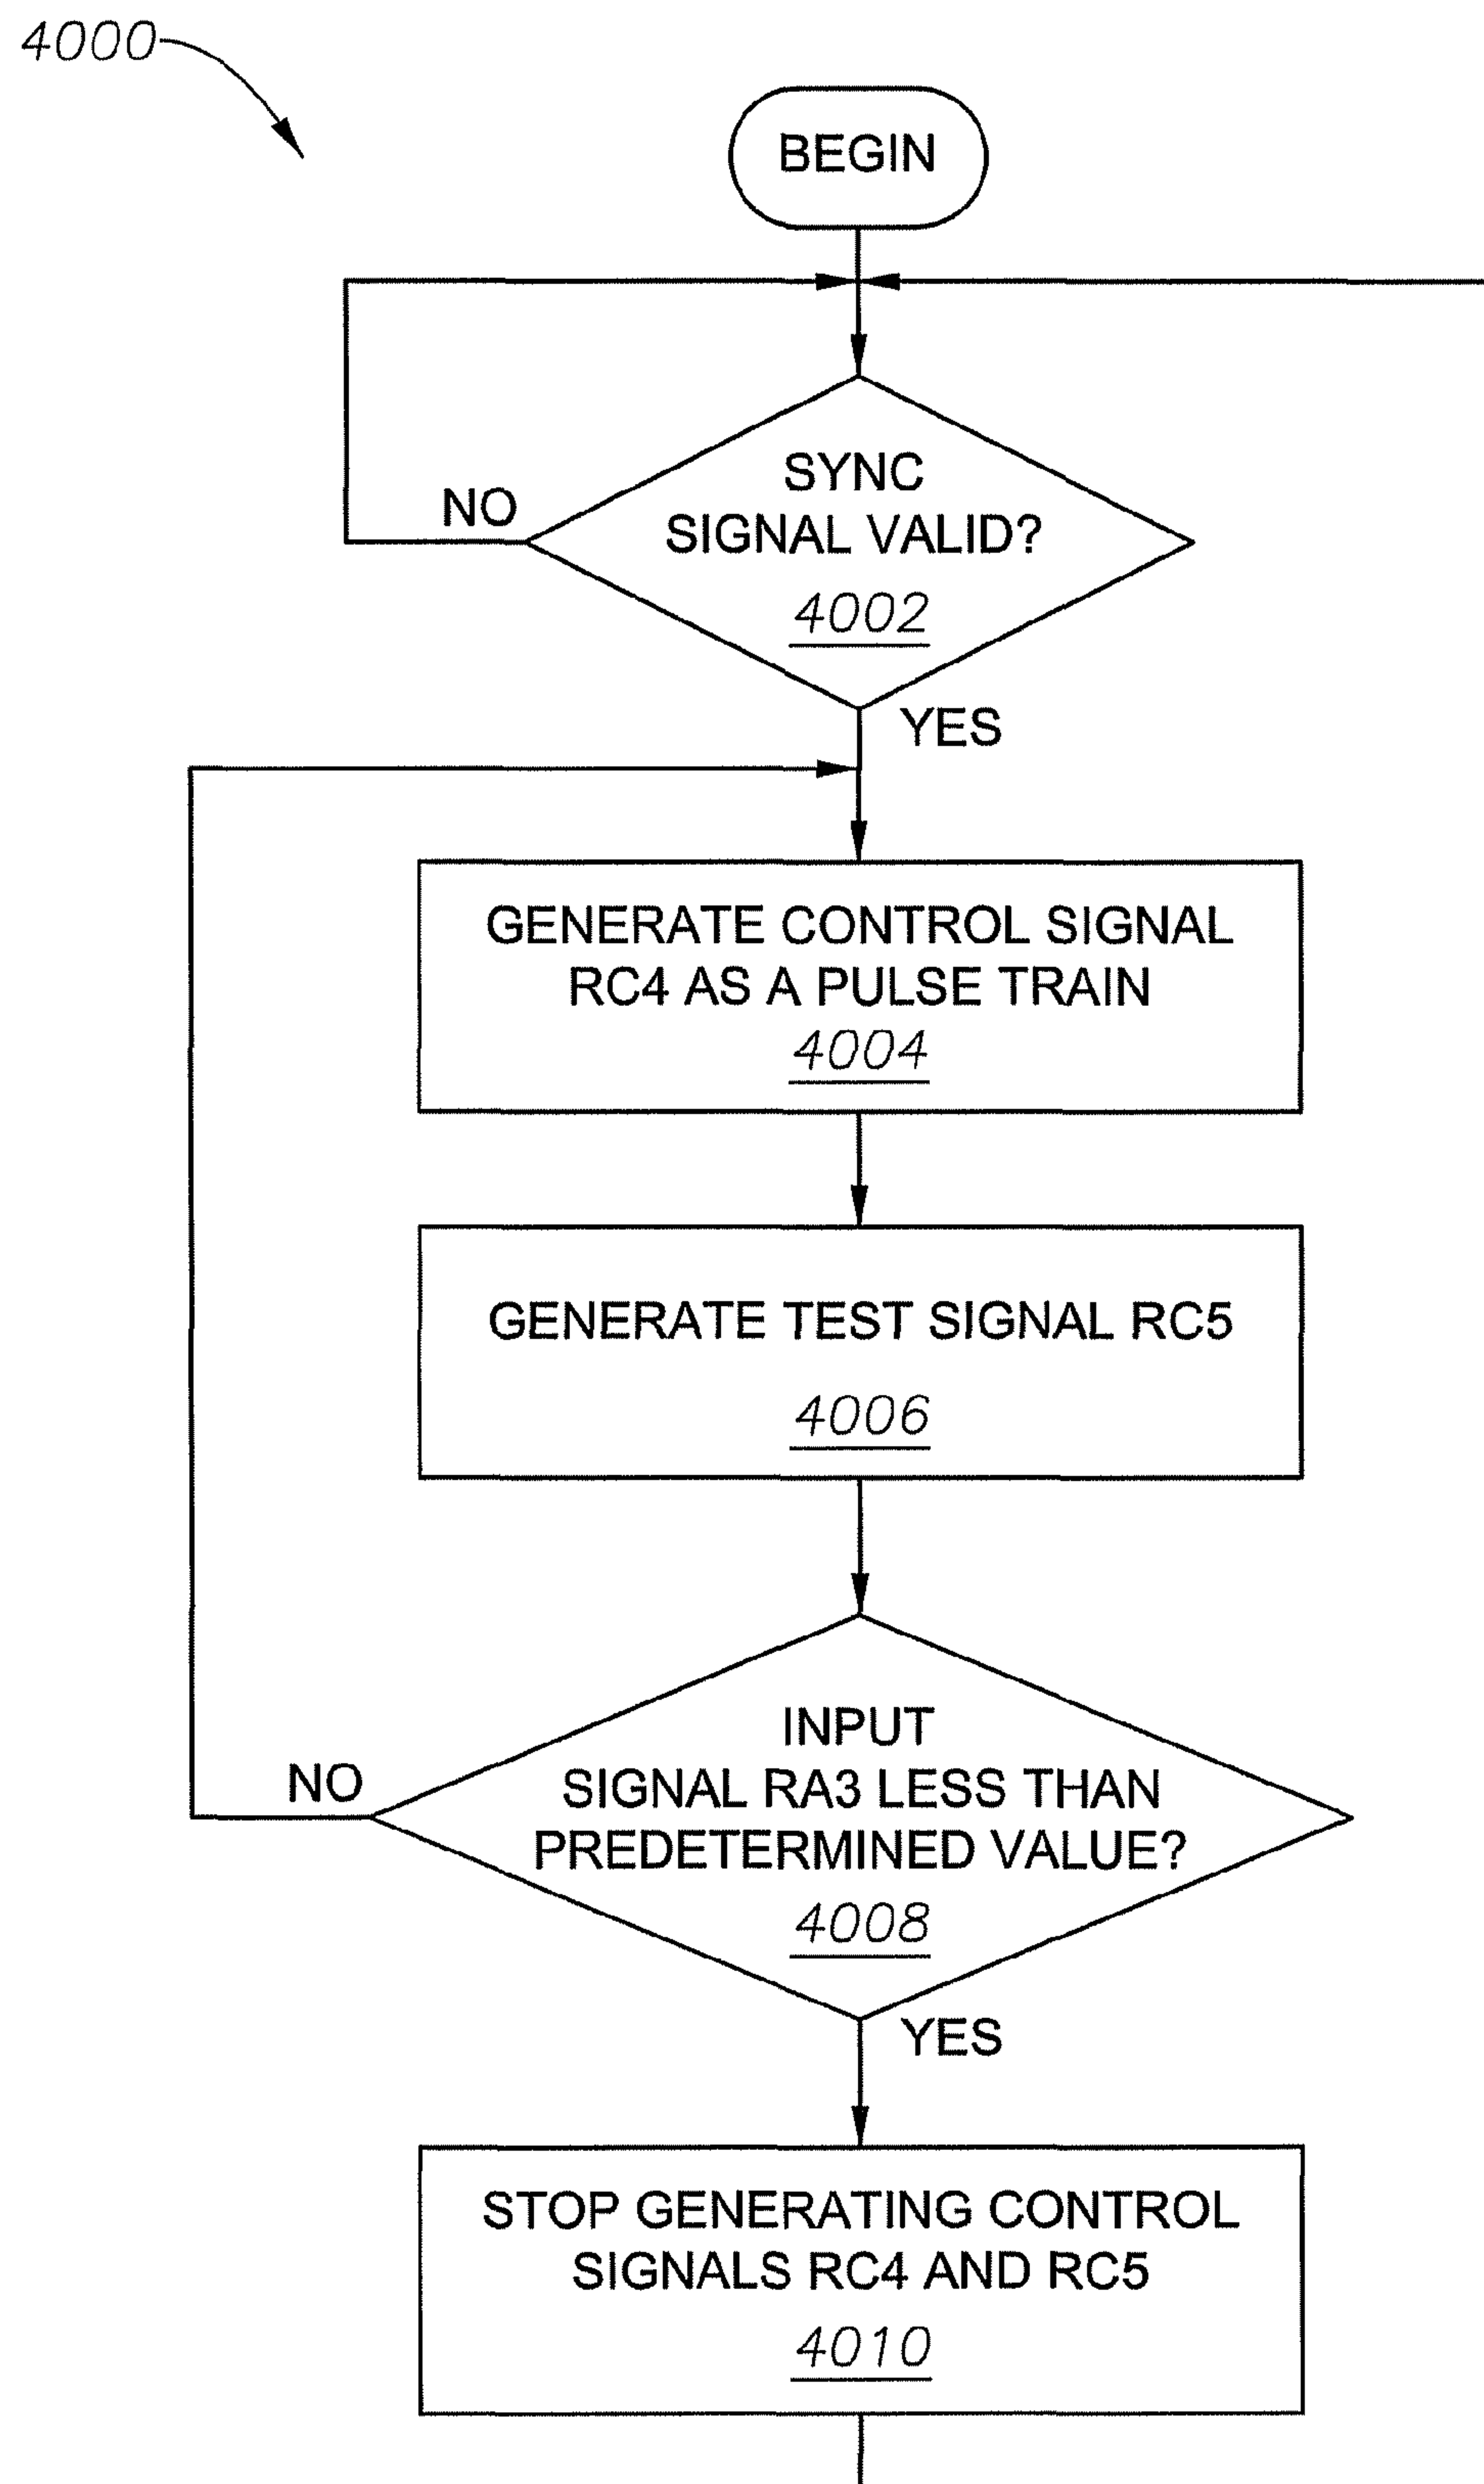 4000
BEGIN
SYNC
SIGNAL VALID?
4002
NO
YES
GENERATE CONTROL SIGNAL
RC4 AS A PULSE TRAIN
4004
GENERATE TEST SIGNAL RC5
4006
INPUT
SIGNAL RA3 LESS THAN
PREDETERMINED VALUE?
4008
NO
YES
STOP GENERATING CONTROL
SIGNALS RC4 AND RC5
4010